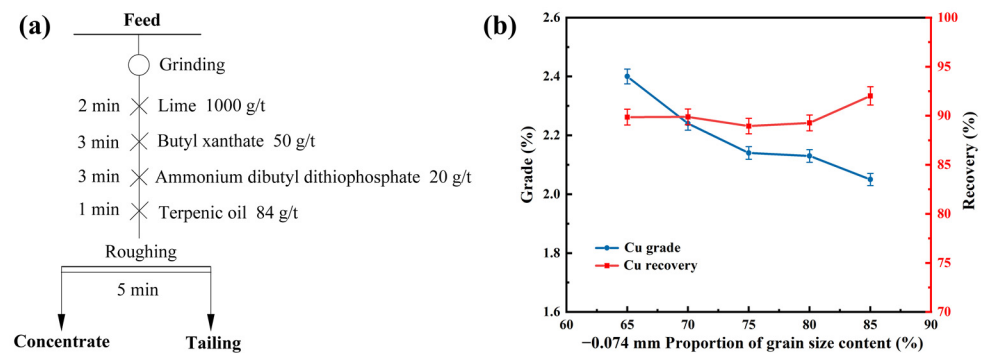 (a)
Feed
Grinding
2 min Lime 1000 g/t
3 min Butyl xanthate 50 g/t
3 min Ammonium dibutyl dithiophosphate 20 g/t
1 min Terpenic oil 84 g/t
Roughing
5 min
Concentrate Tailing
(b)
Grade (%)
2.6
2.4
2.2
2.0
1.8
1.6
Cu grade
Cu recovery
100
95
90
85
80
75
70
Recovery (%)
60 65 70 75 80 85 90
−0.074 mm Proportion of grain size content (%)